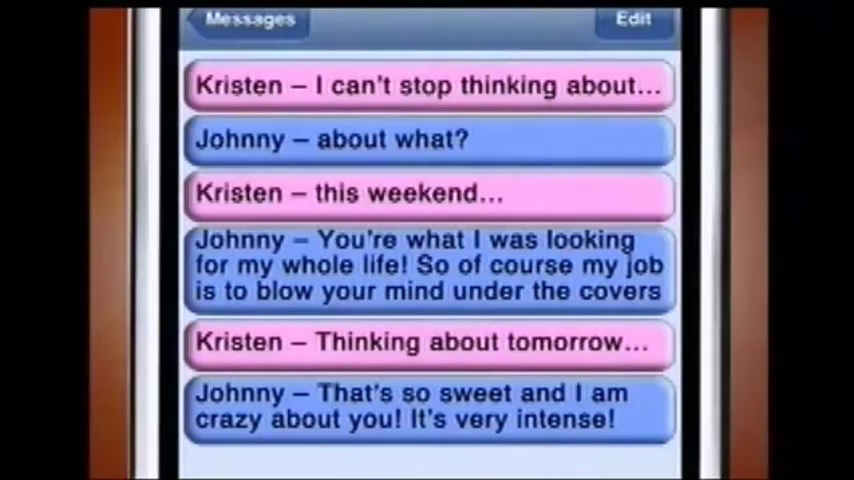 Messages
Edit
Kristen – I can't stop thinking about...
Johnny – about what?
Kristen – this weekend...
Johnny – You're what I was looking
for my whole life! So of course my job
is to blow your mind under the covers
Kristen – Thinking about tomorrow...
Johnny – That's so sweet and I am
crazy about you! It's very intense!